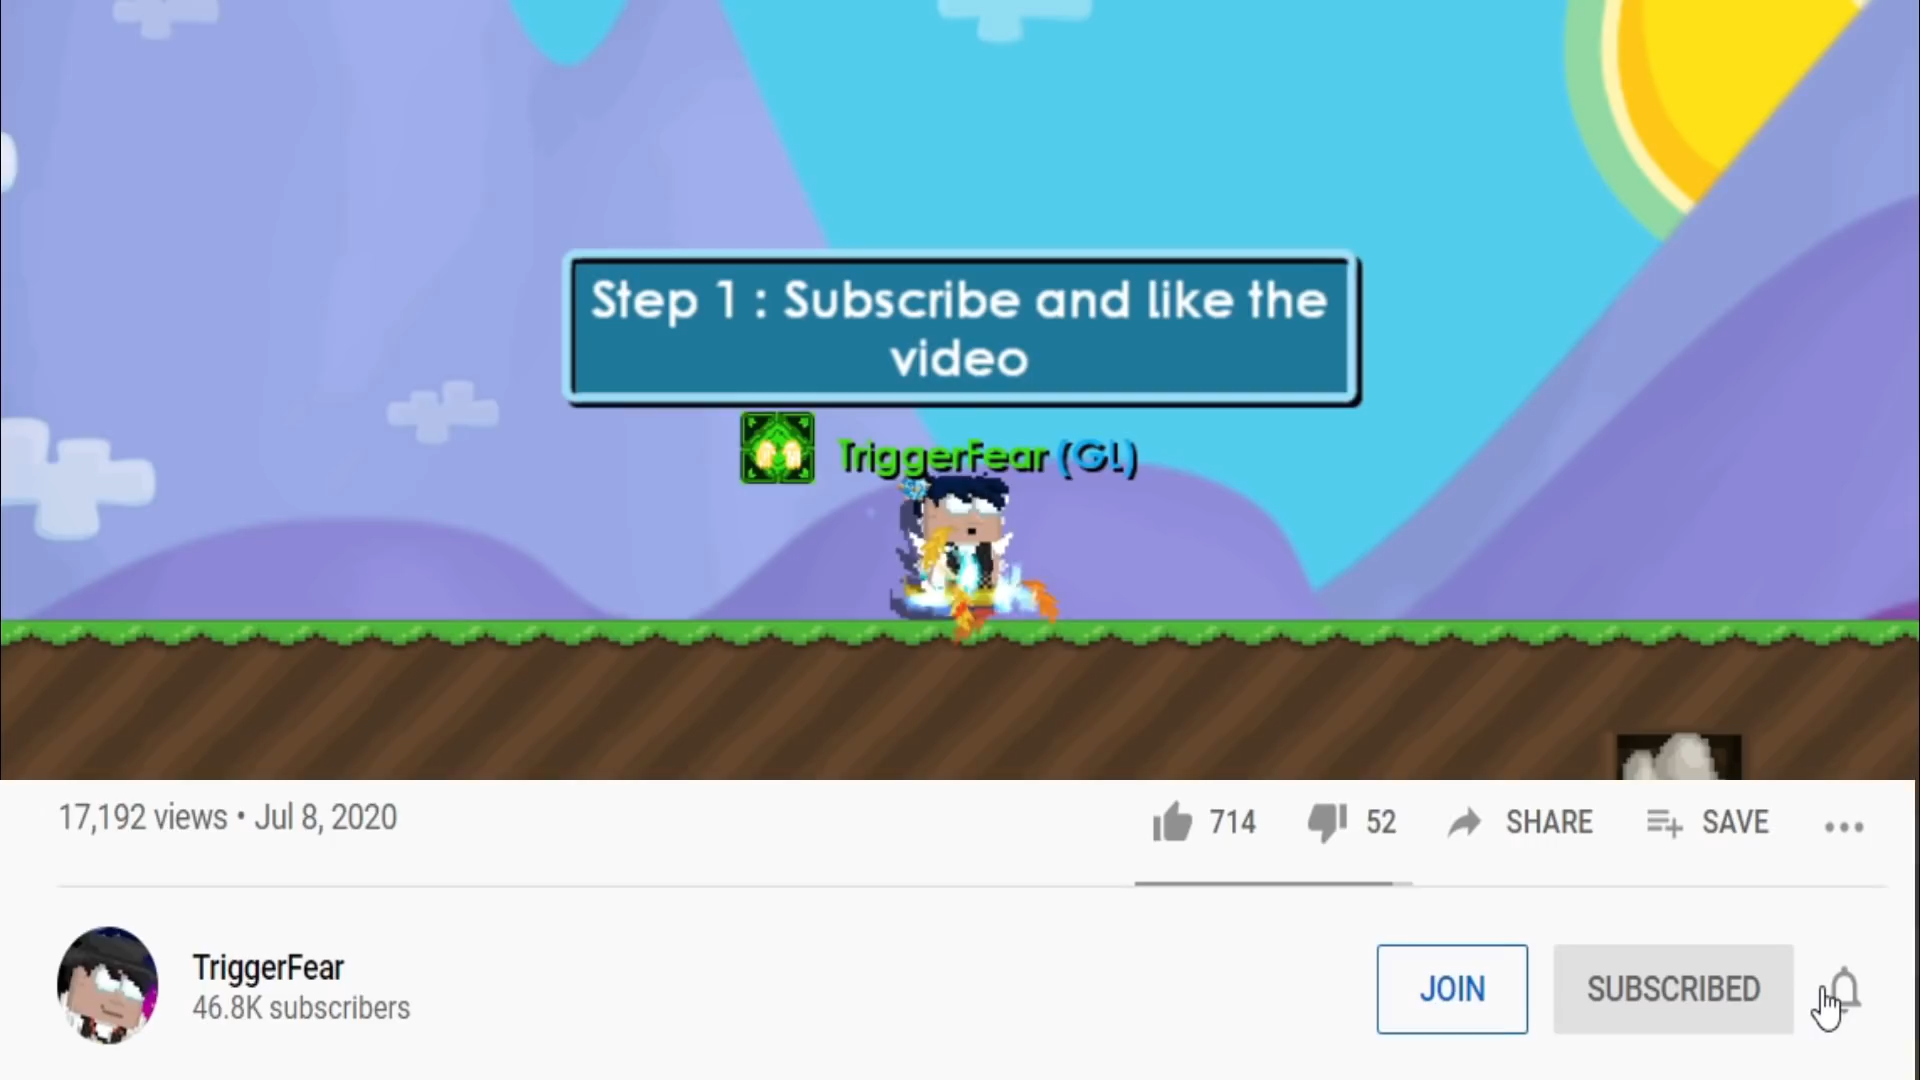 Step 1 : Subscribe and like the
video
TriggerFear (GL)
17,192 views • Jul 8, 2020
714
52
SHARE
SAVE
TriggerFear
46.8K subscribers
JOIN
SUBSCRIBED